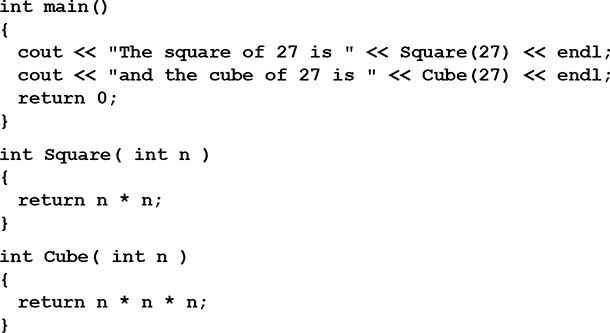 int main()
{
cout << "The square of 27 is " << Square(27) << endl;
cout << "and the cube of 27 is " << Cube(27) << endl;
return 0;
}
int Square( int n )
{
return n * n;
}
int Cube( int n )
{
return n * n * n;
}